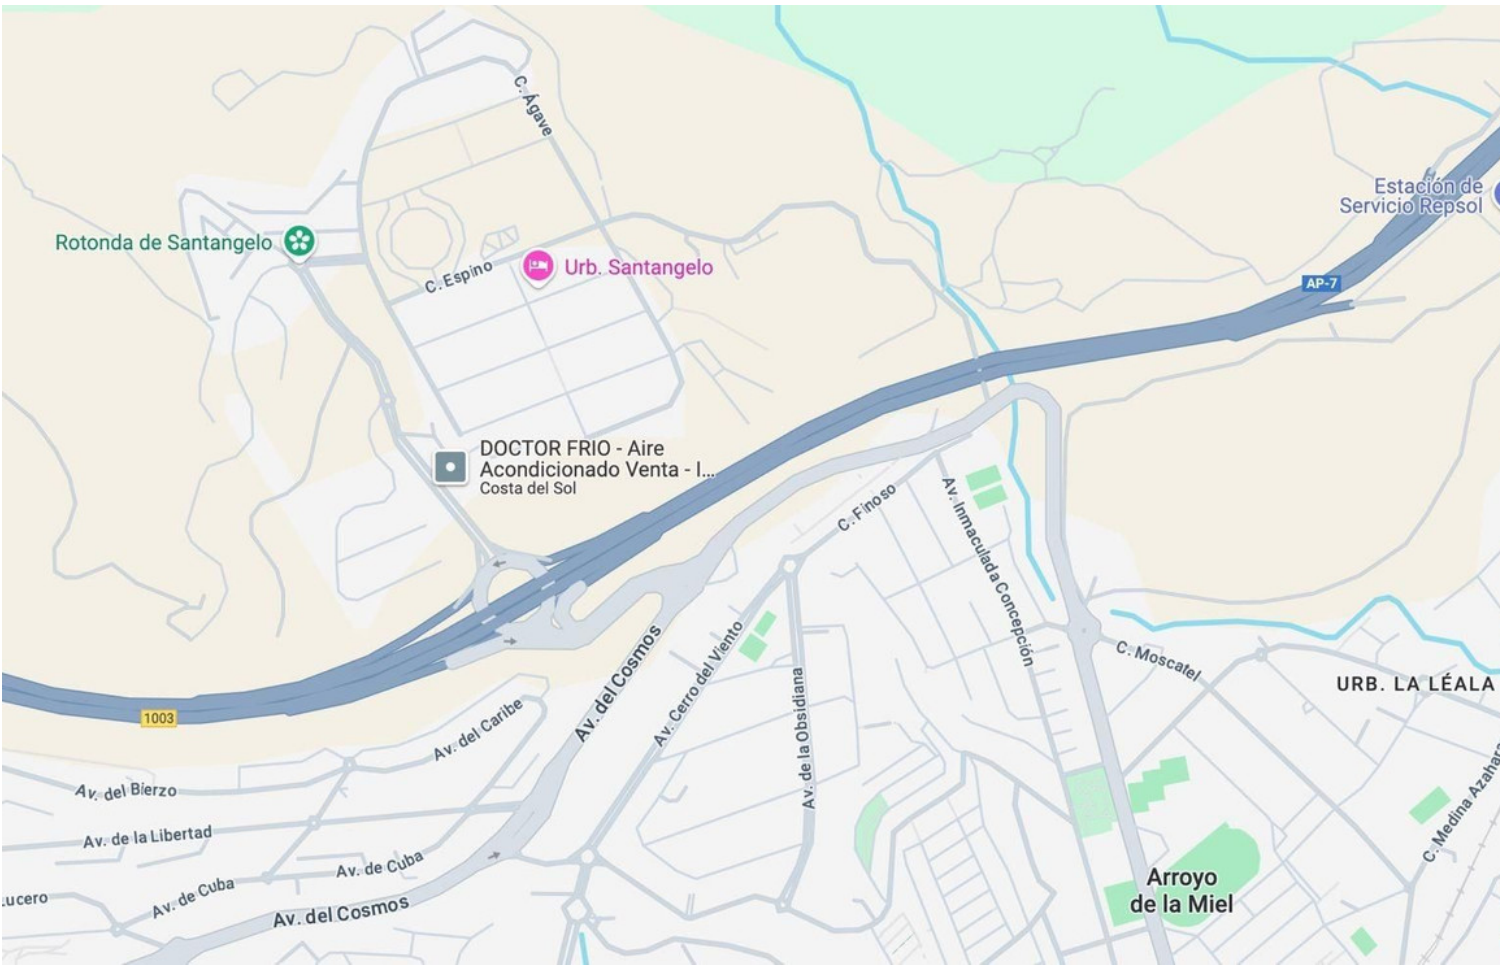 C. Ágave
Estación de
Servicio Repsol
Rotonda de Santangelo
C. Espino
Urb. Santangelo
AP-7
DOCTOR FRIO - Aire
Acondicionado Venta - I...
Costa del Sol
C. Finoso
Av. Inmaculada Concepción
C. Moscatel
URB. LA LÉALA
Av. del Cosmos
Av. Cerro del Viento
Av. de la Obsidiana
1003
Av. del Caribe
Av. del Bierzo
Av. de la Libertad
Av. de Cuba
C. Medina Azahara
Arroyo
de la Miel
Lucero
Av. de Cuba
Av. del Cosmos